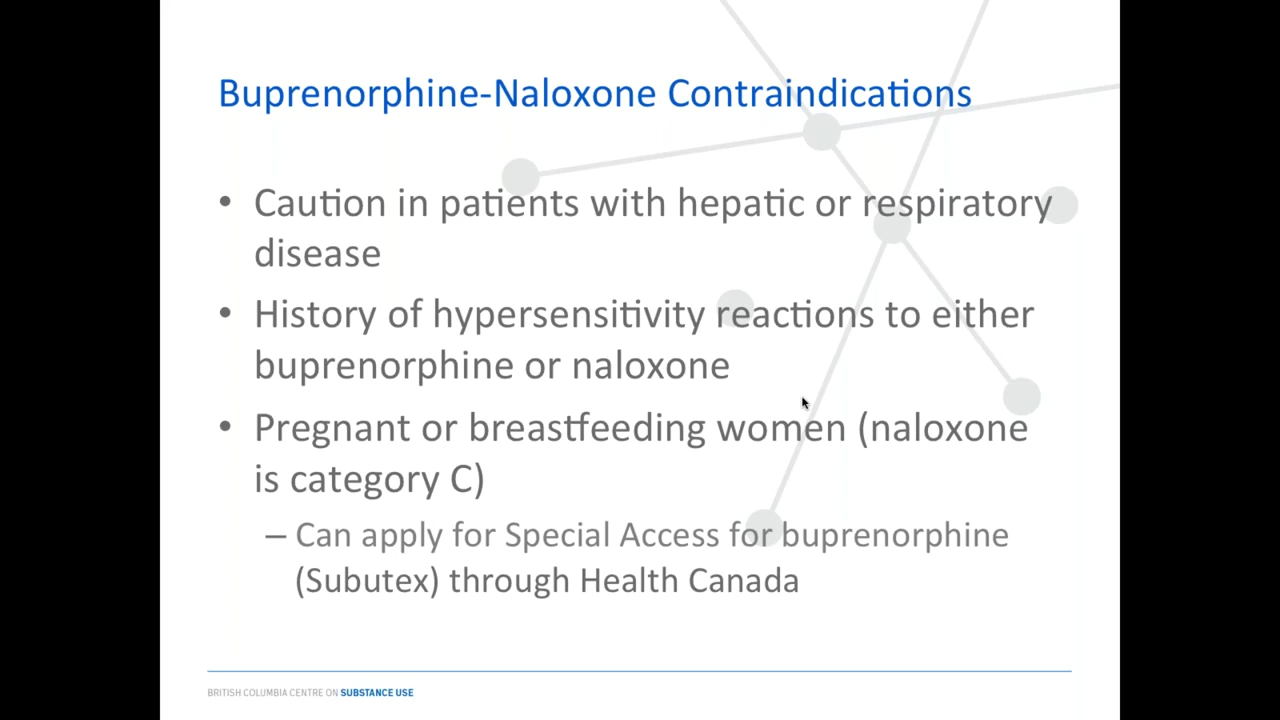 Buprenorphine-Naloxone Contraindications
• Caution in patients with hepatic or respiratory
disease
• History of hypersensitivity reactions to either
buprenorphine or naloxone
• Pregnant or breastfeeding women (naloxone
is category C)
– Can apply for Special Access for buprenorphine
(Subutex) through Health Canada
BRITISH COLUMBIA CENTRE ON SUBSTANCE USE